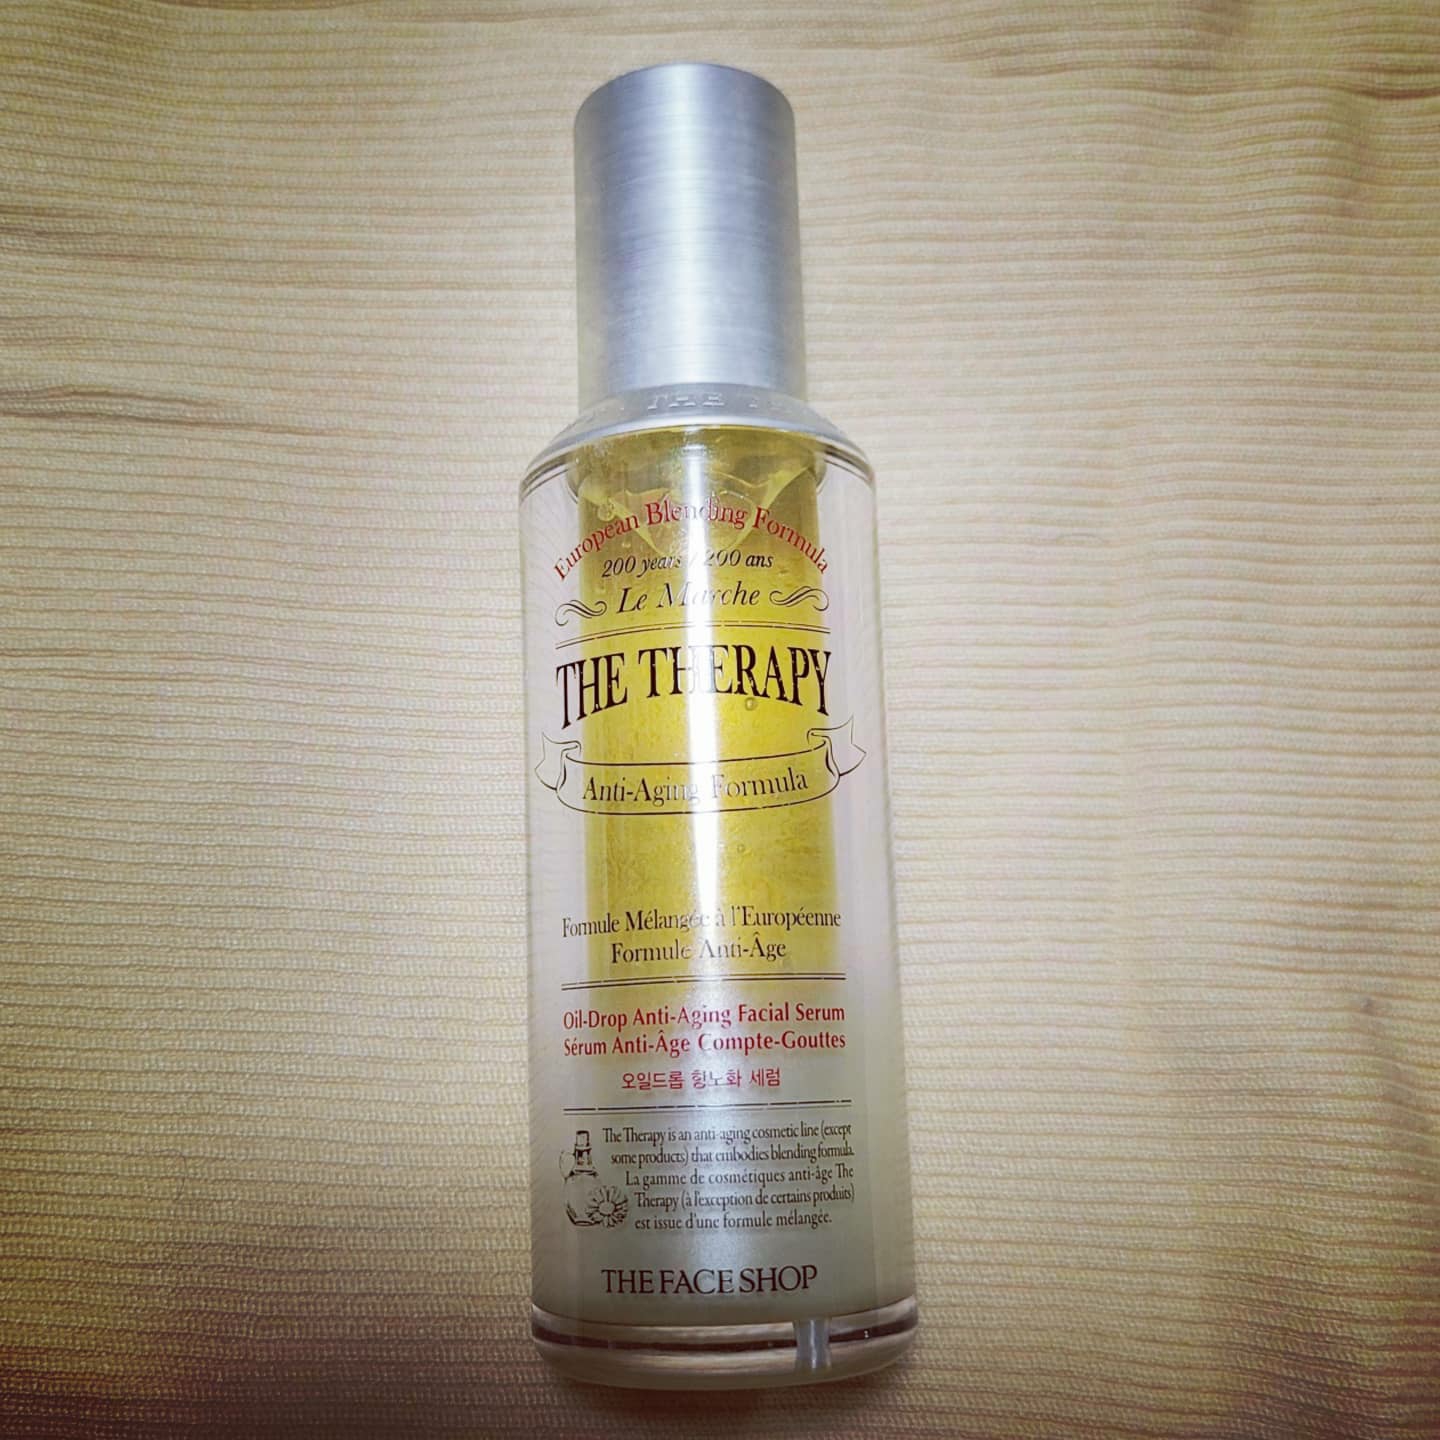 European Blending Formula
200 years / 200 ans
Le Marche
THE THERAPY
Anti-Aging Formula
Formule Mélangée à l'Européenne
Formule Anti-Âge
Oil-Drop Anti-Aging Facial Serum
Sérum Anti-Âge Compte-Gouttes
오일드롭 항노화 세럼
The Therapy is an anti-aging cosmetic line (except
some products) that embodies blending formula.
La gamme de cosmétiques anti-âge The
Therapy (à l'exception de certains produits)
est issue d'une formule mélangée.
THE FACE SHOP